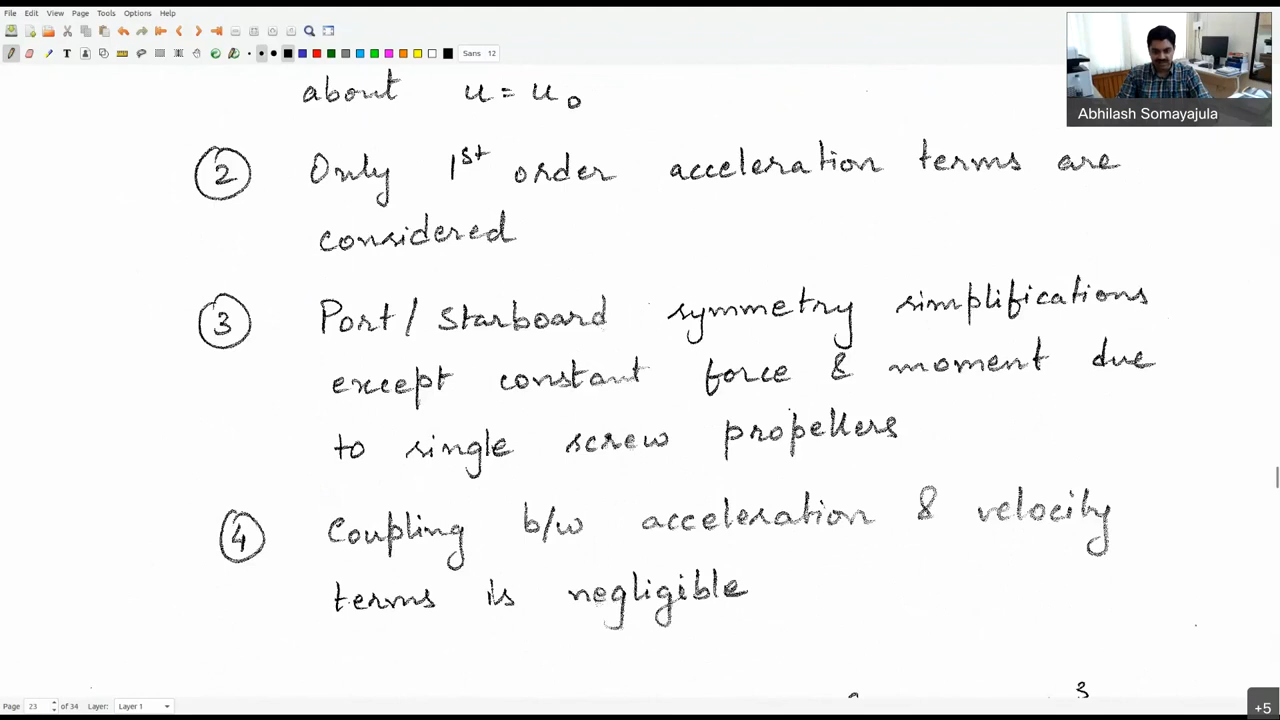 File Edit View Page Tools Options Help
Sans 12
Abhilash Somayajula
about u = u₀
② Only 1st order acceleration terms are
considered
③ Port / Starboard symmetry simplifications
except constant force & moment due
to single screw propellers
④ Coupling b/w acceleration & velocity
terms is negligible
3
Page 23 of 34 Layer: Layer 1
+5